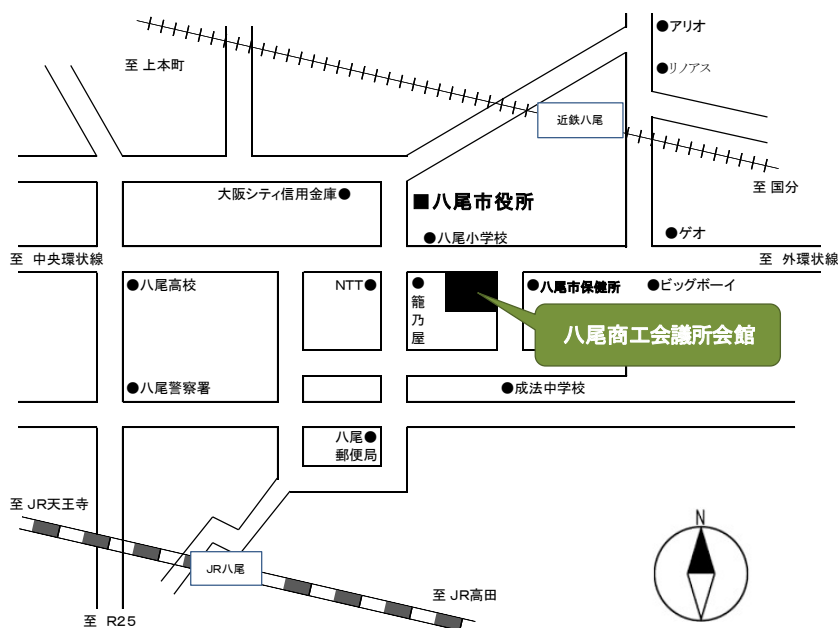 ●アリオ
至 上本町
●リノアス
近鉄八尾
至 国分
大阪シティ信用金庫●
■八尾市役所
●八尾小学校
●ゲオ
至 中央環状線
至 外環状線
●八尾高校
NTT●
●籠乃屋
●八尾市保健所
●ビッグボーイ
八尾商工会議所会館
●八尾警察署
●成法中学校
八尾●
郵便局
至 JR天王寺
N
JR八尾
至 JR高田
至 R25